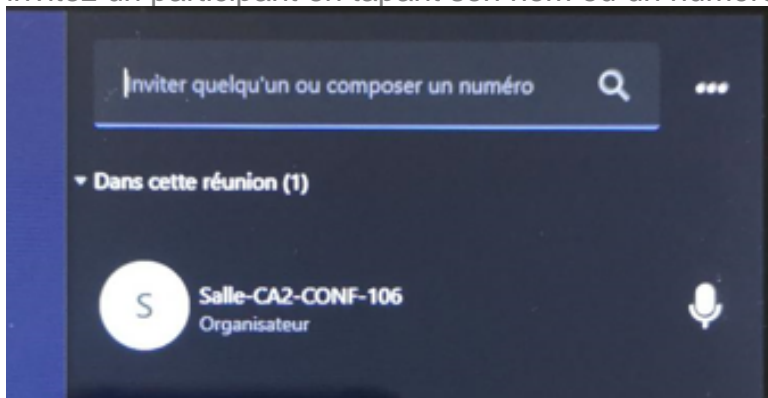 Inviter quelqu'un ou composer un numéro
Dans cette réunion (1)
S
Salle-CA2-CONF-106
Organisateur